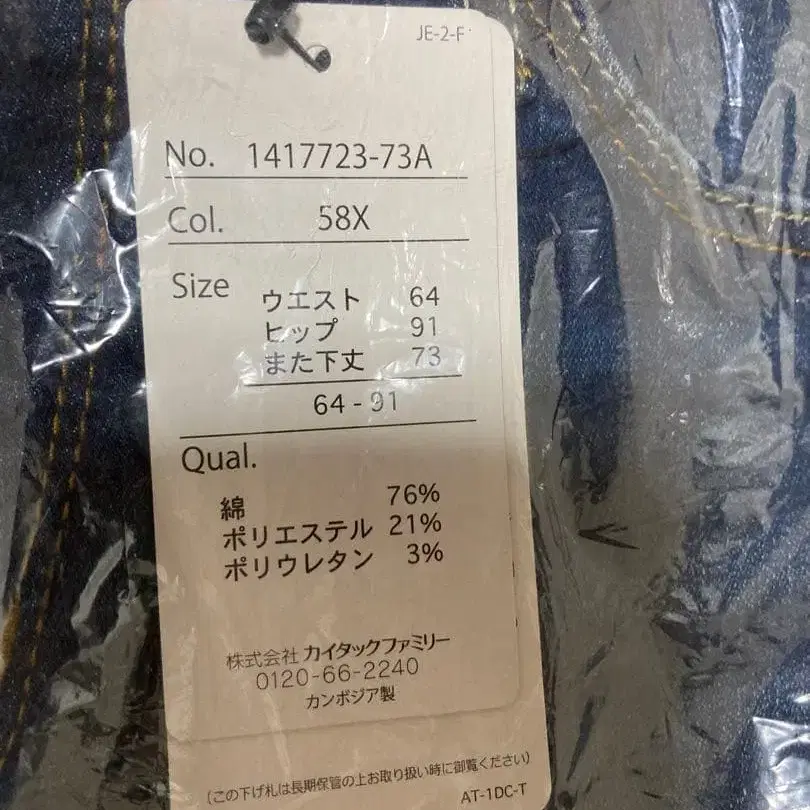 JE-2-F
No. 1417723-73A
Col. 58X
Size
ウエスト 64
ヒップ 91
また下丈 73
64-91
Qual.
綿 76%
ポリエステル 21%
ポリウレタン 3%
株式会社 カイタックファミリー
0120-66-2240
カンボジア製
(この下げ札は長期保管の上お取り扱い時に御覧ください)
AT-1DC-T